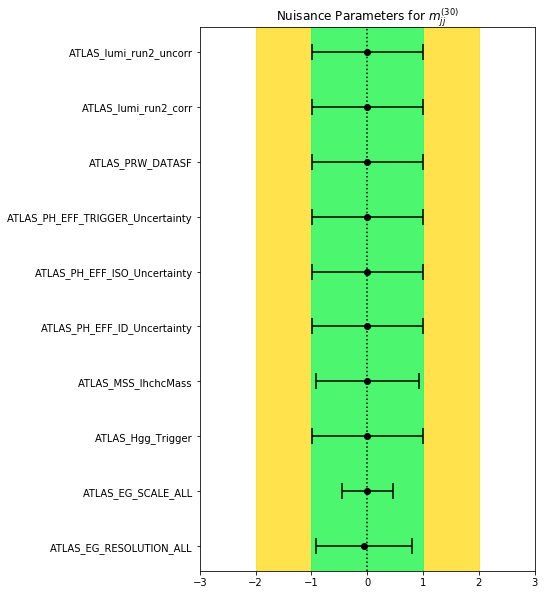 Nuisance Parameters for $m_{jj}^{(30)}$
ATLAS_lumi_run2_uncorr
ATLAS_lumi_run2_corr
ATLAS_PRW_DATASF
ATLAS_PH_EFF_TRIGGER_Uncertainty
ATLAS_PH_EFF_ISO_Uncertainty
ATLAS_PH_EFF_ID_Uncertainty
ATLAS_MSS_lhchcMass
ATLAS_Hgg_Trigger
ATLAS_EG_SCALE_ALL
ATLAS_EG_RESOLUTION_ALL
−3 −2 −1 0 1 2 3